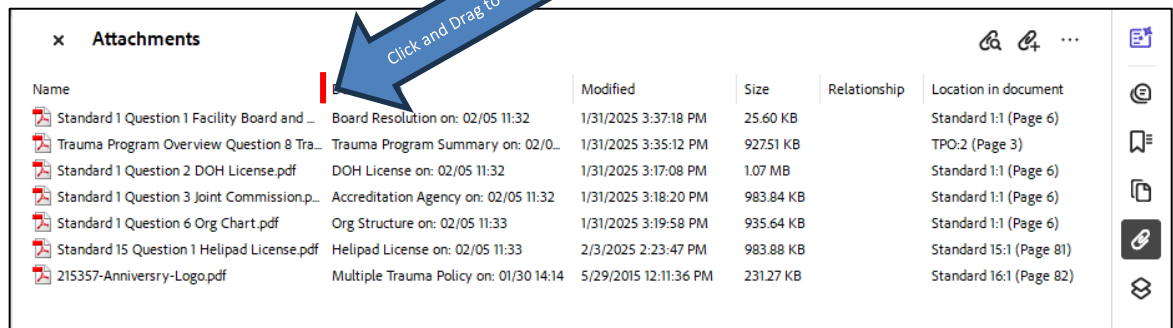 Click and Drag to
× Attachments
Name Modified Size Relationship Location in document
Standard 1 Question 1 Facility Board and ... Board Resolution on: 02/05 11:32 1/31/2025 3:37:18 PM 25.60 KB Standard 1:1 (Page 6)
Trauma Program Overview Question 8 Tra... Trauma Program Summary on: 02/0... 1/31/2025 3:35:12 PM 927.51 KB TPO:2 (Page 3)
Standard 1 Question 2 DOH License.pdf DOH License on: 02/05 11:32 1/31/2025 3:17:08 PM 1.07 MB Standard 1:1 (Page 6)
Standard 1 Question 3 Joint Commission.p... Accreditation Agency on: 02/05 11:32 1/31/2025 3:18:20 PM 983.84 KB Standard 1:1 (Page 6)
Standard 1 Question 6 Org Chart.pdf Org Structure on: 02/05 11:33 1/31/2025 3:19:58 PM 935.64 KB Standard 1:1 (Page 6)
Standard 15 Question 1 Helipad License.pdf Helipad License on: 02/05 11:33 2/3/2025 2:23:47 PM 983.88 KB Standard 15:1 (Page 81)
215357-Anniversry-Logo.pdf Multiple Trauma Policy on: 01/30 14:14 5/29/2015 12:11:36 PM 231.27 KB Standard 16:1 (Page 82)